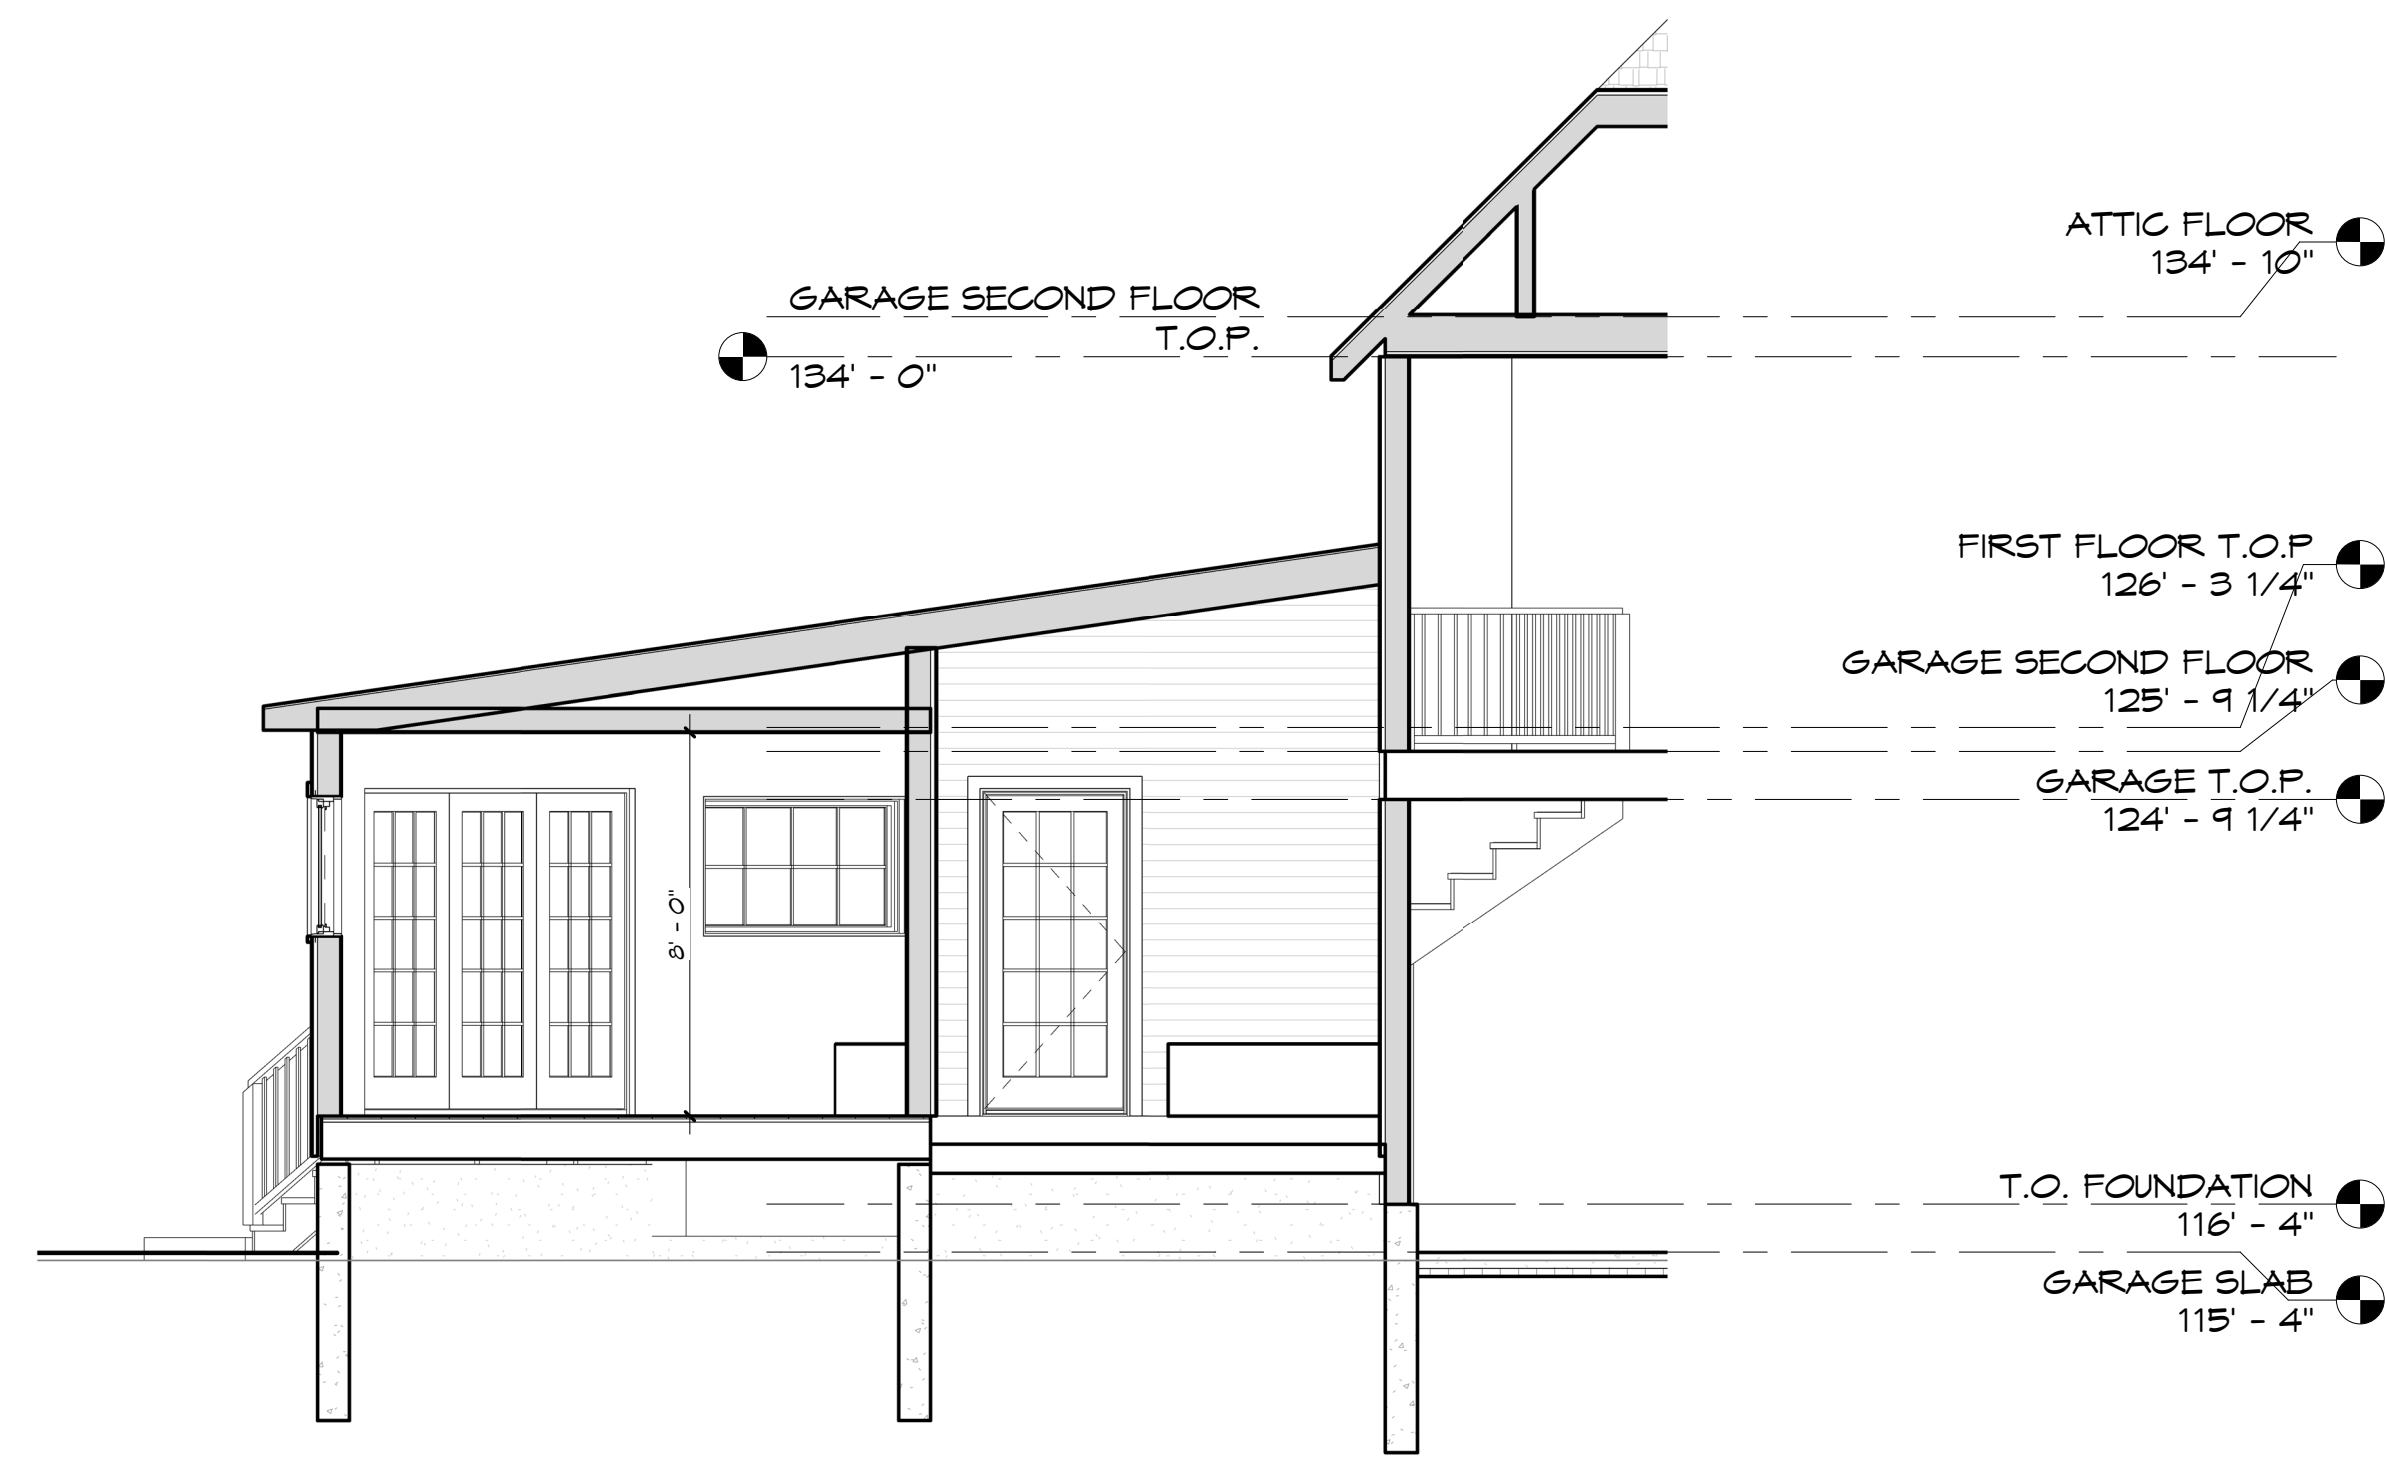 ATTIC FLOOR
134' - 10"
GARAGE SECOND FLOOR
T.O.P.
134' - 0"
FIRST FLOOR T.O.P
126' - 3 1/4"
GARAGE SECOND FLOOR
125' - 9 1/4"
GARAGE T.O.P.
124' - 9 1/4"
8' - 0"
T.O. FOUNDATION
116' - 4"
GARAGE SLAB
115' - 4"